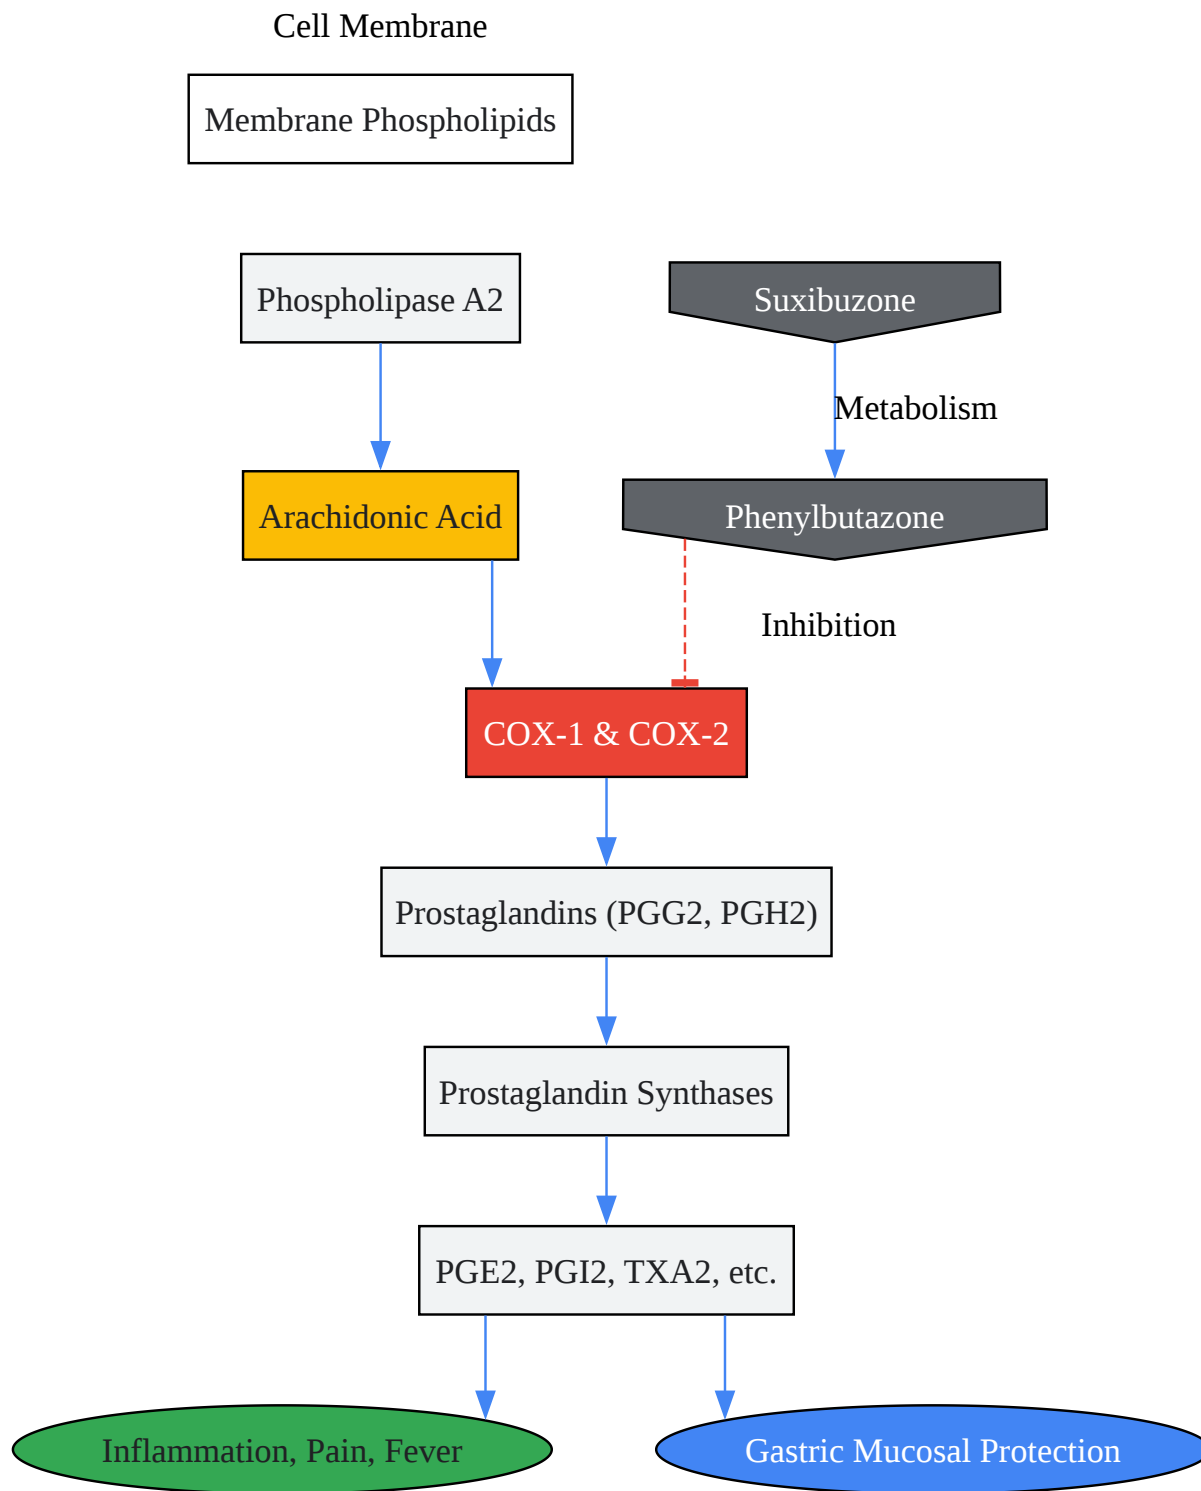 Cell Membrane
Membrane Phospholipids
Phospholipase A2
Suxibuzone
Metabolism
Arachidonic Acid
Phenylbutazone
Inhibition
COX-1 & COX-2
Prostaglandins (PGG2, PGH2)
Prostaglandin Synthases
PGE2, PGI2, TXA2, etc.
Inflammation, Pain, Fever
Gastric Mucosal Protection